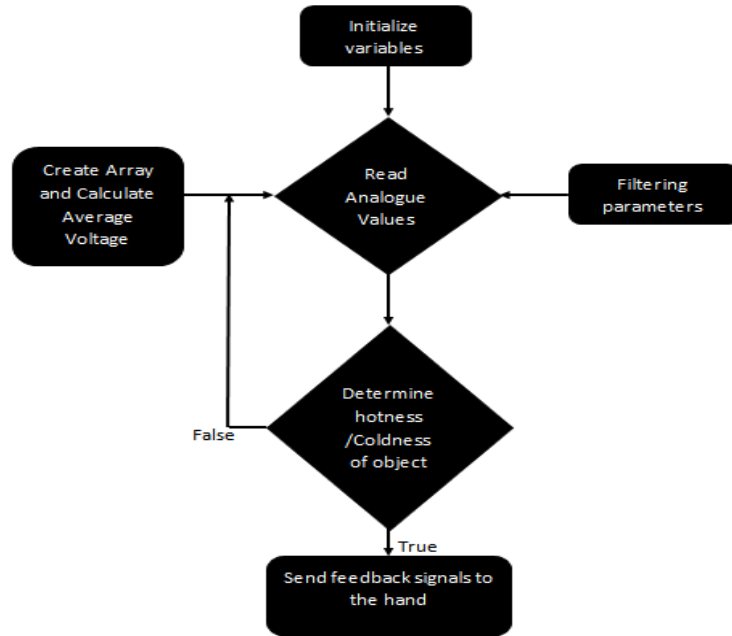 Initialize
variables
Create Array
and Calculate
Average
Voltage
Read
Analogue
Values
Filtering
parameters
Determine
hotness
/Coldness
of object
False
True
Send feedback signals to
the hand